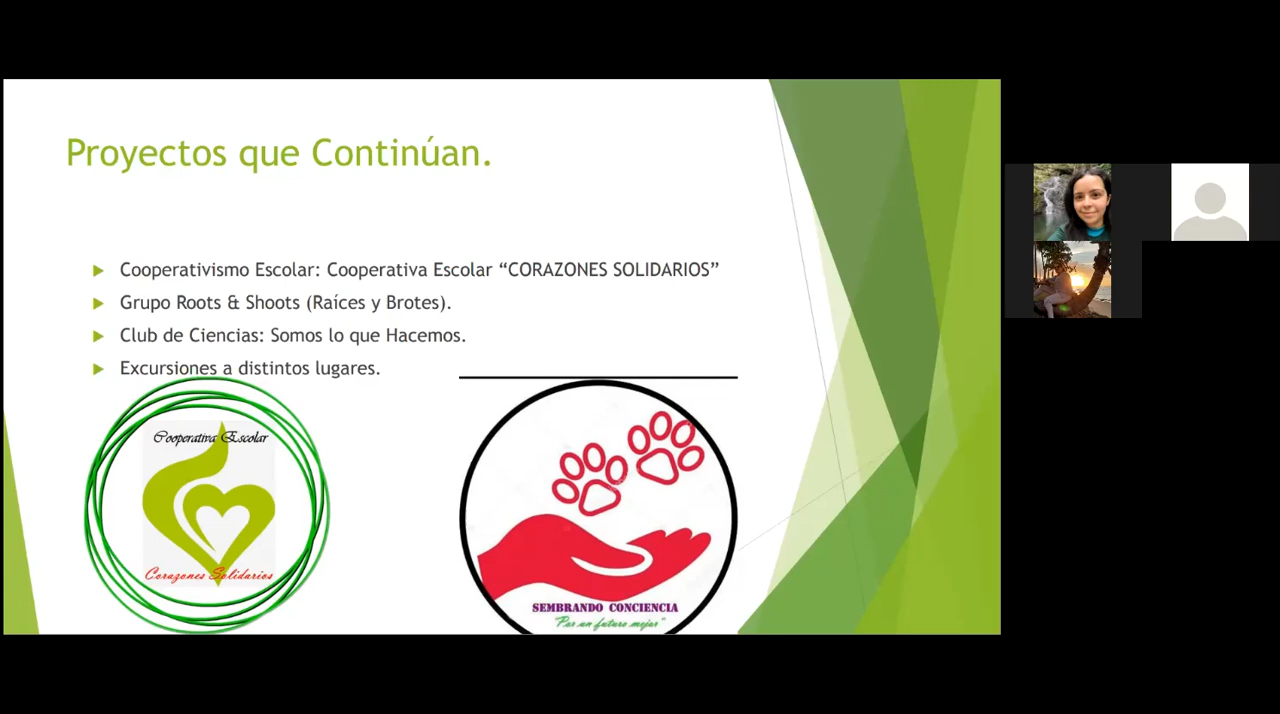 Proyectos que Continúan.
Cooperativismo Escolar: Cooperativa Escolar “CORAZONES SOLIDARIOS”
Grupo Roots & Shoots (Raíces y Brotes).
Club de Ciencias: Somos lo que Hacemos.
Excursiones a distintos lugares.
Cooperativa Escolar
Corazones Solidarios
SEMBRANDO CONCIENCIA
"Por un futuro mejor"